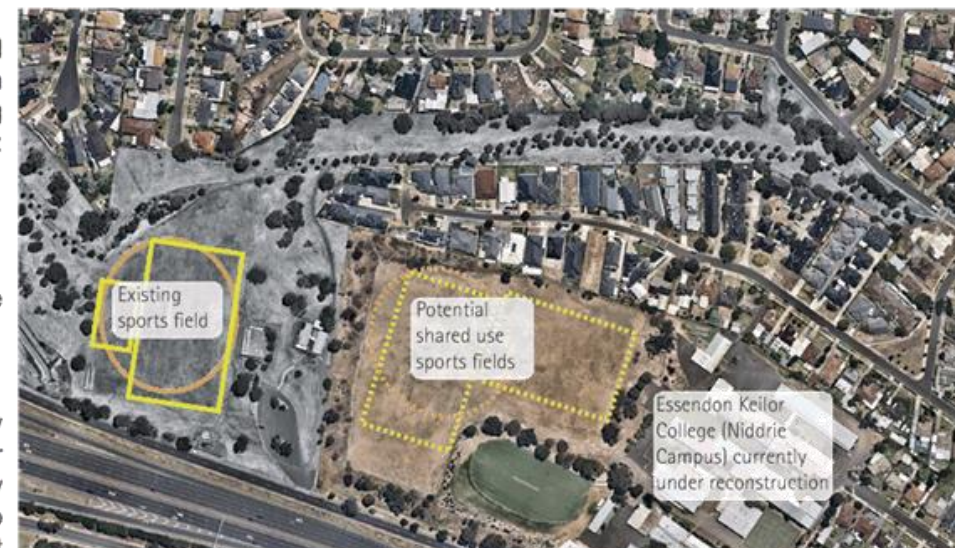 Existing
sports field
Potential
shared use
sports fields
Essendon Keilor
College (Niddrie
Campus) currently
under reconstruction